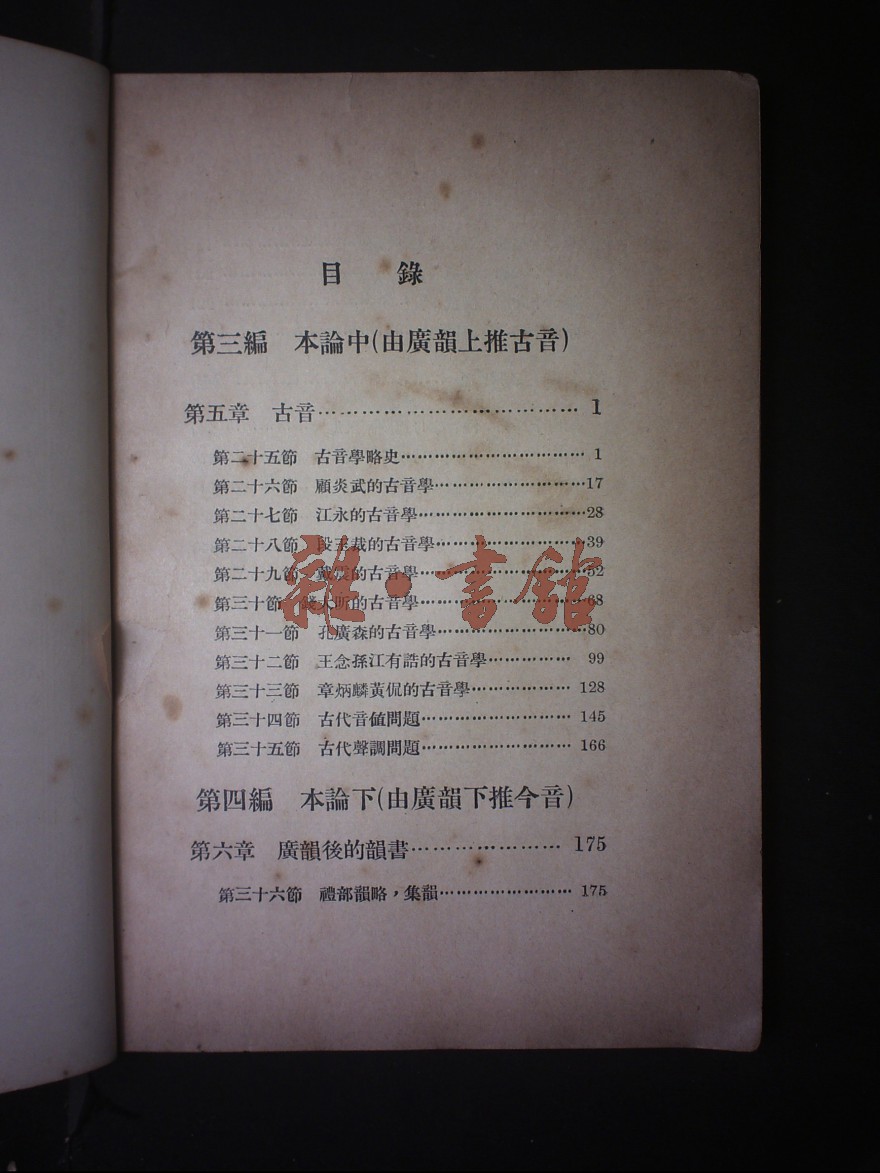 目錄
第三編 本論中(由廣韻上推古音)
第五章 古音………………………………… 1
第二十五節 古音學略史…………………………… 1
第二十六節 顧炎武的古音學………………………17
第二十七節 江永的古音學…………………………28
第二十八節 段玉裁的古音學………………………39
第二十九節 戴震的古音學…………………………52
第三十節 錢大昕的古音學…………………………68
第三十一節 孔廣森的古音學………………………80
第三十二節 王念孫江有誥的古音學…………… 99
第三十三節 章炳麟黃侃的古音學……………… 128
第三十四節 古代音値問題……………………… 145
第三十五節 古代聲調問題……………………… 166
第四編 本論下(由廣韻下推今音)
第六章 廣韻後的韻書………………… 175
第三十六節 禮部韻略,集韻…………………… 175
雜·書館